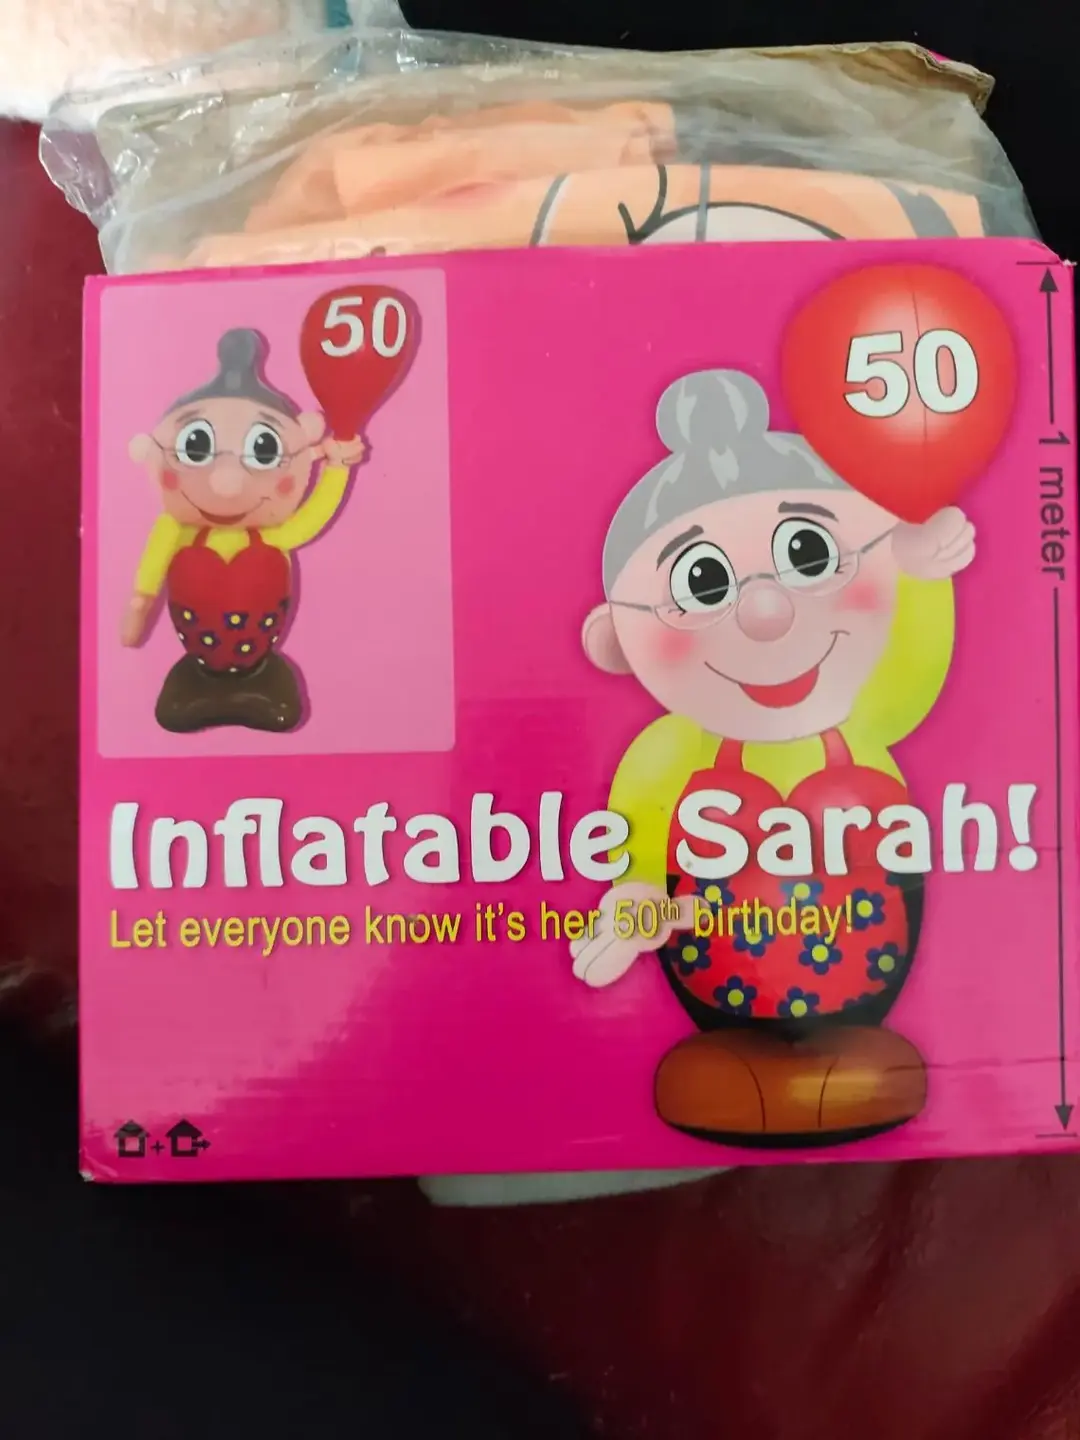 50
50
1 meter
Inflatable Sarah!
Let everyone know it's her 50th birthday!